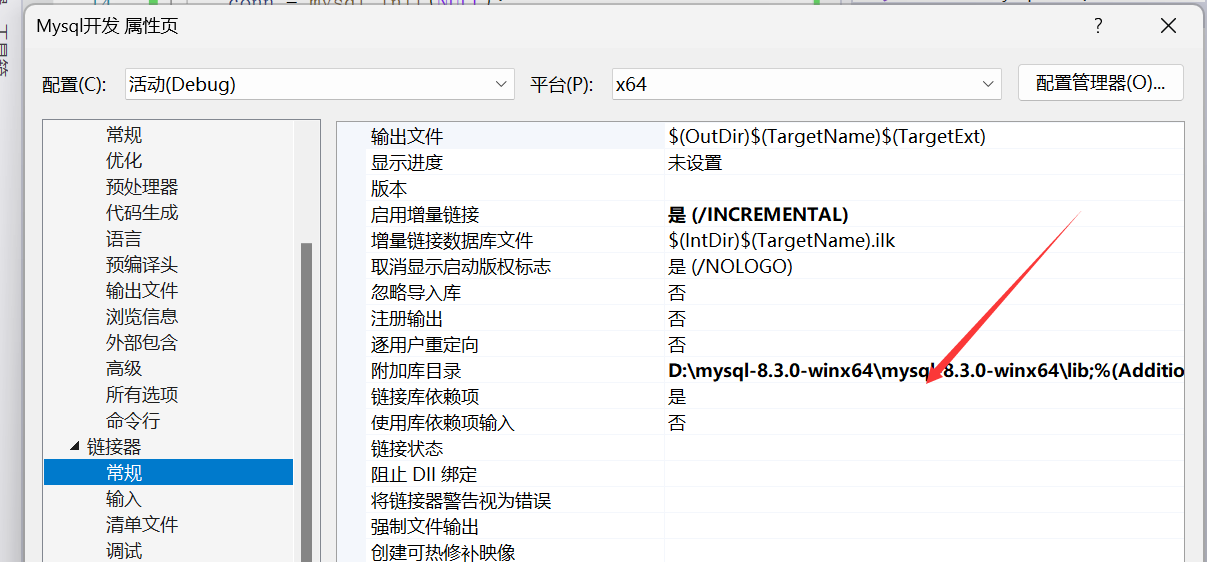 conn = mysql_init(NULL);
Mysql开发 属性页
?
配置(C):
活动(Debug)
平台(P):
x64
配置管理器(O)...
常规
优化
预处理器
代码生成
语言
预编译头
输出文件
浏览信息
外部包含
高级
所有选项
命令行
链接器
常规
输入
清单文件
调试
输出文件 $(OutDir)$(TargetName)$(TargetExt)
显示进度 未设置
版本
启用增量链接 是 (/INCREMENTAL)
增量链接数据库文件 $(IntDir)$(TargetName).ilk
取消显示启动版权标志 是 (/NOLOGO)
忽略导入库 否
注册输出 否
逐用户重定向 否
附加库目录 D:\mysql-8.3.0-winx64\mysql-8.3.0-winx64\lib;%(Additio
链接库依赖项 是
使用库依赖项输入 否
链接状态
阻止 Dll 绑定
将链接器警告视为错误
强制文件输出
创建可热修补映像